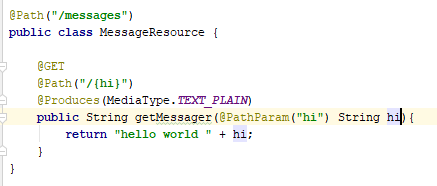 @Path("/messages")
public class MessageResource {
@GET
@Path("/{hi}")
@Produces(MediaType.TEXT_PLAIN)
public String getMessager(@PathParam("hi") String hi){
return "hello world " + hi;
}
}